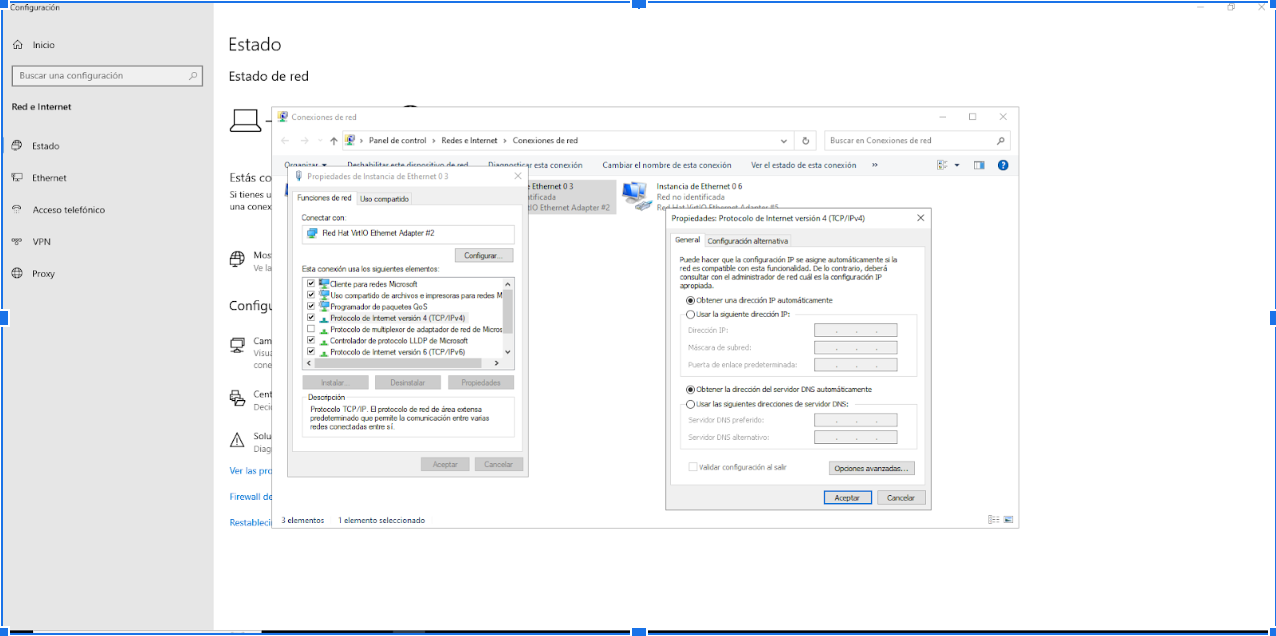 Configuración
Inicio
Buscar una configuración
Red e Internet
Estado
Ethernet
Acceso telefónico
VPN
Proxy
Estado
Estado de red
Estás co
Si tienes u
una conex
Mos
Ve la
Configu
Cam
Visua
cone
Cent
Deci
Solu
Diag
Ver las pro
Firewall de
Restableci
Conexiones de red
Panel de control > Redes e Internet > Conexiones de red
Buscar en Conexiones de red
Organizar Deshabilitar este dispositivo de red Diagnosticar esta conexión Cambiar el nombre de esta conexión Ver el estado de esta conexión »
e Ethernet 0 3
tificada
IO Ethernet Adapter #2
Instancia de Ethernet 0 6
Red no identificada
Red Hat VirtIO Ethernet Adapter #5
3 elementos 1 elemento seleccionado
Propiedades de Instancia de Ethernet 0 3
Funciones de red Uso compartido
Conectar con:
Red Hat VirtIO Ethernet Adapter #2
Configurar...
Esta conexión usa los siguientes elementos:
Cliente para redes Microsoft
Uso compartido de archivos e impresoras para redes M
Programador de paquetes QoS
Protocolo de Internet versión 4 (TCP/IPv4)
Protocolo de multiplexor de adaptador de red de Micros
Controlador de protocolo LLDP de Microsoft
Protocolo de Internet versión 6 (TCP/IPv6)
Instalar... Desinstalar Propiedades
Descripción
Protocolo TCP/IP. El protocolo de red de área extensa
predeterminado que permite la comunicación entre varias
redes conectadas entre sí.
Aceptar Cancelar
Propiedades: Protocolo de Internet versión 4 (TCP/IPv4)
General Configuración alternativa
Puede hacer que la configuración IP se asigne automáticamente si la
red es compatible con esta funcionalidad. De lo contrario, deberá
consultar con el administrador de red cuál es la configuración IP
apropiada.
Obtener una dirección IP automáticamente
Usar la siguiente dirección IP:
Dirección IP:
Máscara de subred:
Puerta de enlace predeterminada:
Obtener la dirección del servidor DNS automáticamente
Usar las siguientes direcciones de servidor DNS:
Servidor DNS preferido:
Servidor DNS alternativo:
Validar configuración al salir
Opciones avanzadas...
Aceptar Cancelar